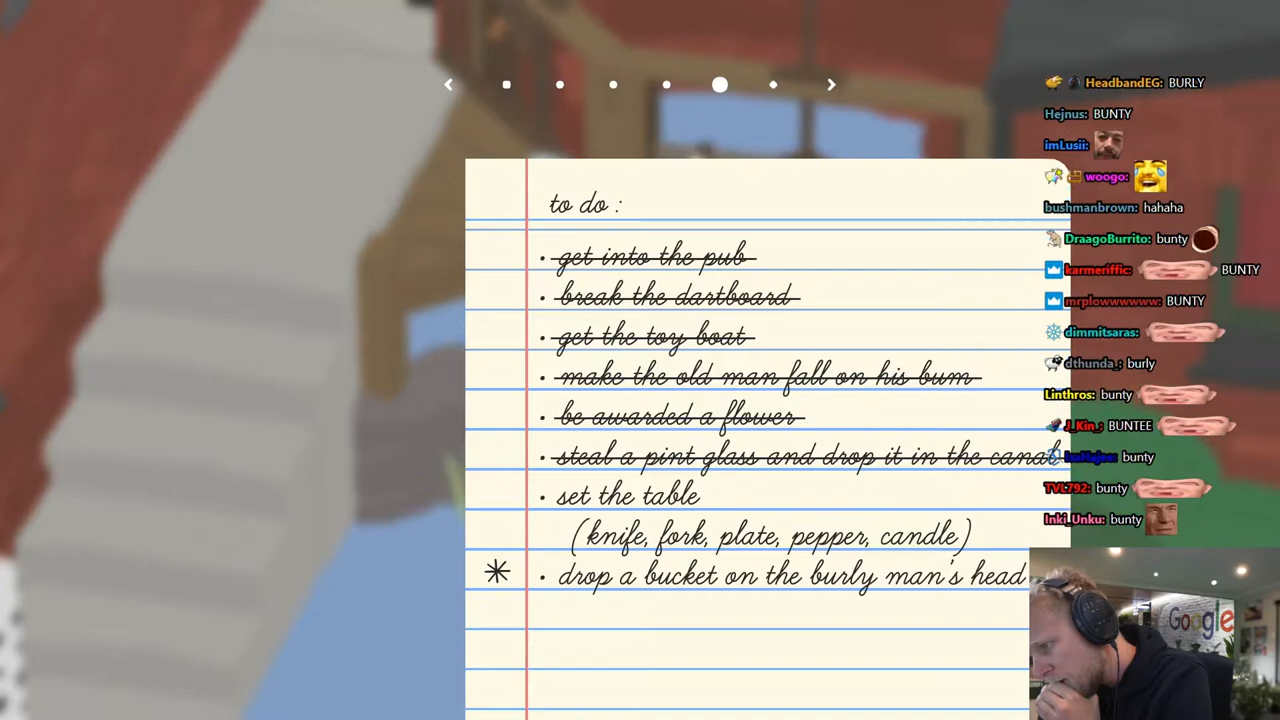 to do :
· get into the pub
· break the dartboard
· get the toy boat
· make the old man fall on his bum
· be awarded a flower
· steal a pint glass and drop it in the canal
· set the table
(knife, fork, plate, pepper, candle)
· drop a bucket on the burly man's head
HeadbandEG: BURLY
Hejnus: BUNTY
imLusii:
woogo:
bushmanbrown: hahaha
DraagoBurrito: bunty
karmeriffic: BUNTY
mrplowwwwww: BUNTY
dimmitsaras:
dthunda_: burly
Linthros: bunty
J_Kin_: BUNTEE
bunty
TVL792: bunty
Inki_Unku: bunty
Google